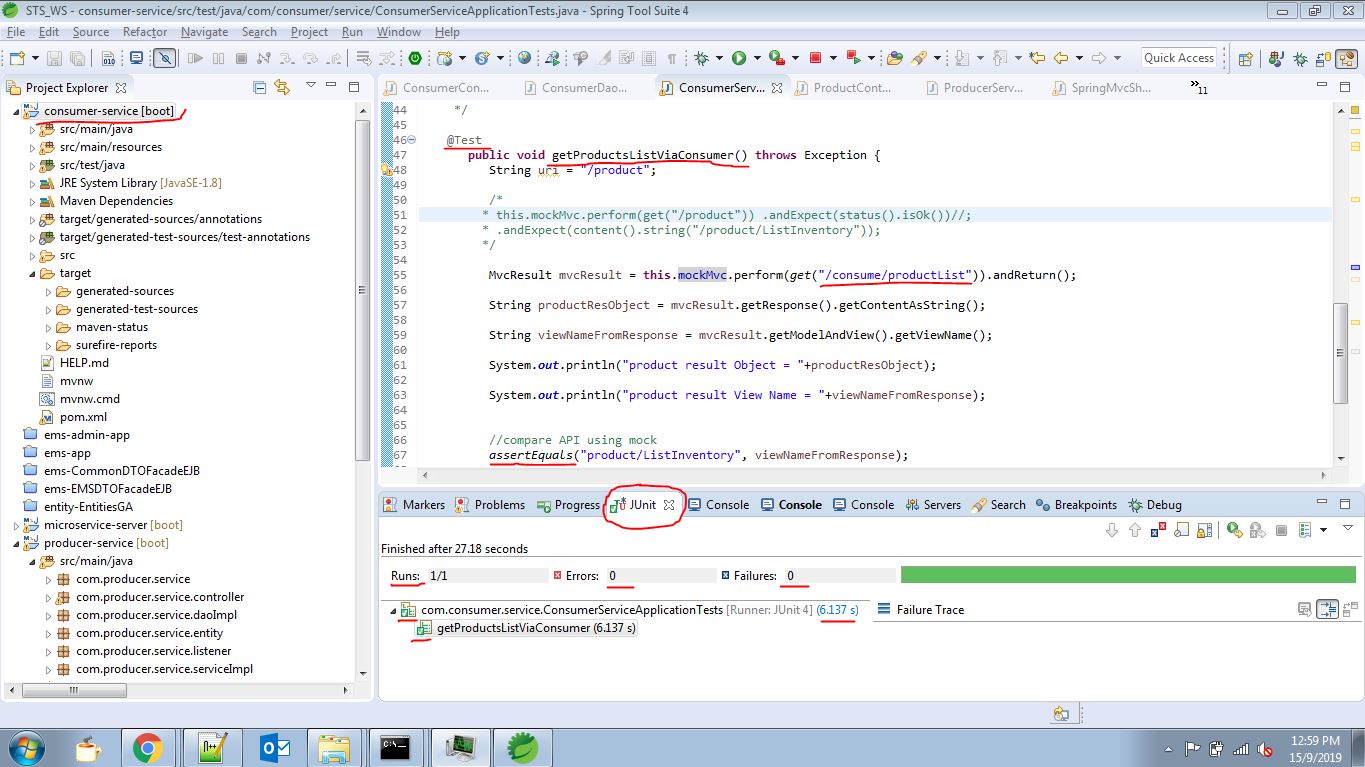 STS_WS - consumer-service/src/test/java/com/consumer/service/ConsumerServiceApplicationTests.java - Spring Tool Suite 4
File Edit Source Refactor Navigate Search Project Run Window Help
Quick Access
Project Explorer
consumer-service [boot]
src/main/java
src/main/resources
src/test/java
JRE System Library [JavaSE-1.8]
Maven Dependencies
target/generated-sources/annotations
target/generated-test-sources/test-annotations
src
target
generated-sources
generated-test-sources
maven-status
surefire-reports
HELP.md
mvnw
mvnw.cmd
pom.xml
ems-admin-app
ems-app
ems-CommonDTOFacadeEJB
ems-EMSDTOFacadeEJB
entity-EntitiesGA
microservice-server [boot]
producer-service [boot]
src/main/java
com.producer.service
com.producer.service.controller
com.producer.service.daoImpl
com.producer.service.entity
com.producer.service.listener
com.producer.service.serviceImpl
ConsumerCon... ConsumerDao... ConsumerServ... ProductCont... ProducerServ... SpringMvcSh... 11
44 */
45
46 @Test
47 public void getProductsListViaConsumer() throws Exception {
48 String uri = "/product";
49
50 /*
51 * this.mockMvc.perform(get("/product")) .andExpect(status().isOk())//;
52 * .andExpect(content().string("/product/ListInventory"));
53 */
54
55 MvcResult mvcResult = this.mockMvc.perform(get("/consume/productList")).andReturn();
56
57 String productResObject = mvcResult.getResponse().getContentAsString();
58
59 String viewNameFromResponse = mvcResult.getModelAndView().getViewName();
60
61 System.out.println("product result Object = "+productResObject);
62
63 System.out.println("product result View Name = "+viewNameFromResponse);
64
65
66 //compare API using mock
67 assertEquals("product/ListInventory", viewNameFromResponse);
Markers Problems Progress JUnit Console Console Console Servers Search Breakpoints Debug
Finished after 27.18 seconds
Runs: 1/1 Errors: 0 Failures: 0
com.consumer.service.ConsumerServiceApplicationTests [Runner: JUnit 4] (6.137 s)
getProductsListViaConsumer (6.137 s)
Failure Trace
12:59 PM
15/9/2019